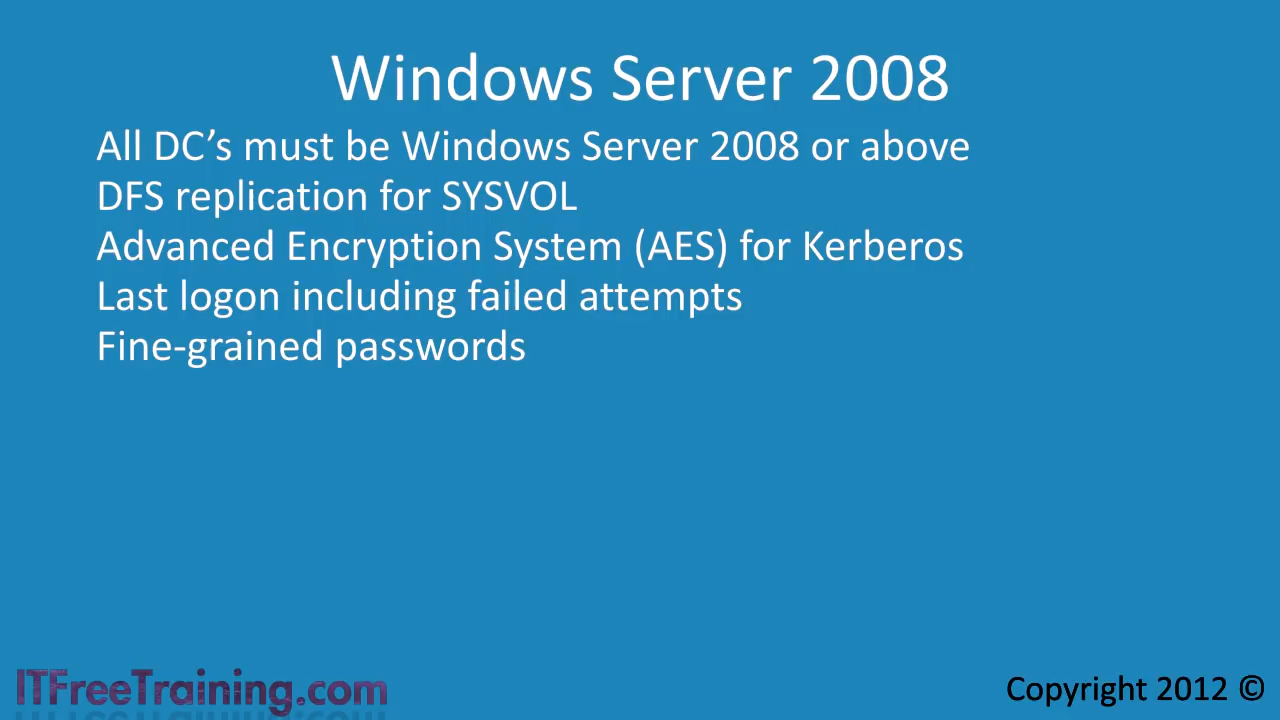 Windows Server 2008
All DC’s must be Windows Server 2008 or above
DFS replication for SYSVOL
Advanced Encryption System (AES) for Kerberos
Last logon including failed attempts
Fine-grained passwords
ITFreeTraining.com
Copyright 2012 ©